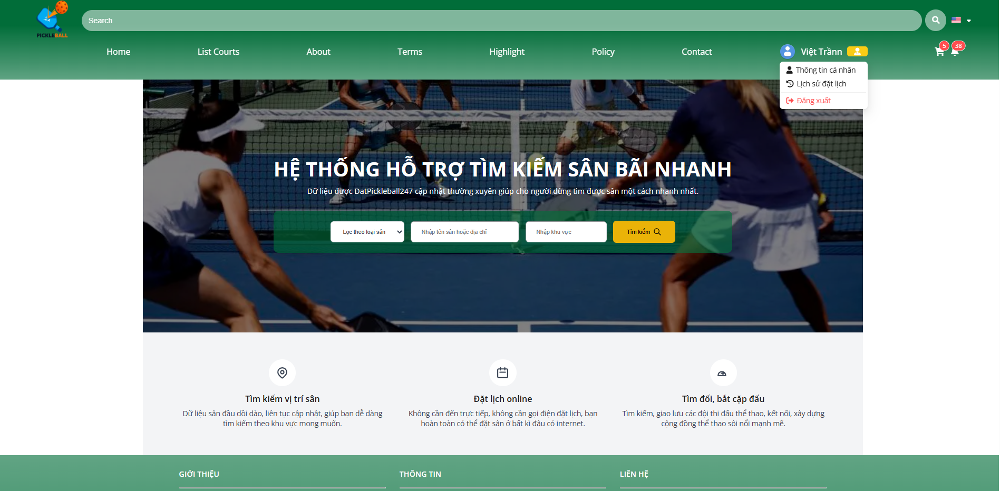 PICKLEBALL
Search
Home
List Courts
About
Terms
Highlight
Policy
Contact
Việt Trầnn
5
38
Thông tin cá nhân
Lịch sử đặt lịch
Đăng xuất
HỆ THỐNG HỖ TRỢ TÌM KIẾM SÂN BÃI NHANH
Dữ liệu được DatPickleball247 cập nhật thường xuyên giúp cho người dùng tìm được sân một cách nhanh nhất.
Lọc theo loại sân
Nhập tên sân hoặc địa chỉ
Nhập khu vực
Tìm kiếm
Tìm kiếm vị trí sân
Dữ liệu sân đầu dồi dào, liên tục cập nhật, giúp bạn dễ dàng
tìm kiếm theo khu vực mong muốn.
Đặt lịch online
Không cần đến trực tiếp, không cần gọi điện đặt lịch, bạn
hoàn toàn có thể đặt sân ở bất kì đâu có internet.
Tìm đối, bắt cặp đấu
Tìm kiếm, giao lưu các đội thi đấu thể thao, kết nối, xây dựng
cộng đồng thể thao sôi nổi mạnh mẽ.
GIỚI THIỆU
THÔNG TIN
LIÊN HỆ